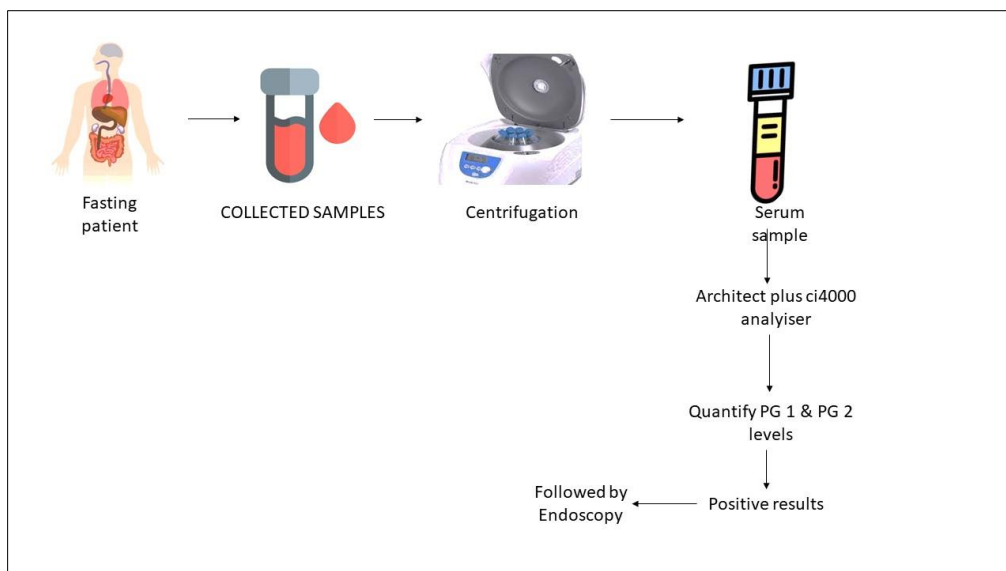 Fasting
patient
COLLECTED SAMPLES
Centrifugation
Serum
sample
Architect plus ci4000
analyiser
Quantify PG 1 & PG 2
levels
Positive results
Followed by
Endoscopy